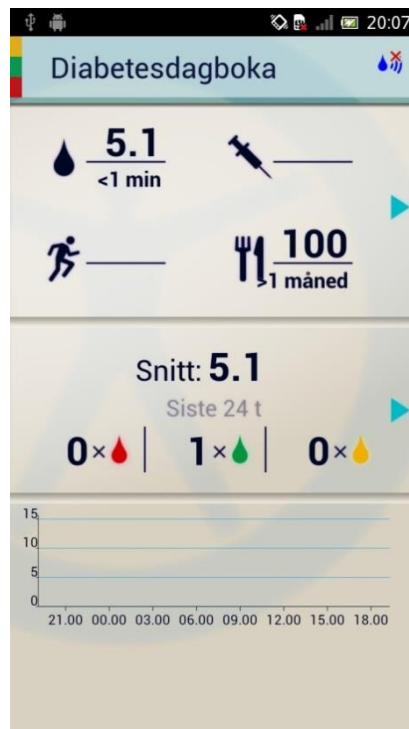 20:07
Diabetesdagboka
5.1
<1 min
100
>1 måned
Snitt: 5.1
Siste 24 t
0× 1× 0×
15
10
5
0
21.00 00.00 03.00 06.00 09.00 12.00 15.00 18.00